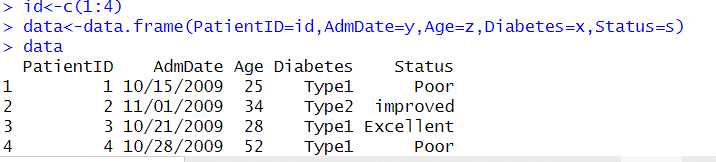 > id<-c(1:4)
> data<-data.frame(PatientID=id,AdmDate=y,Age=z,Diabetes=x,Status=s)
> data
  PatientID    AdmDate Age Diabetes    Status
1         1 10/15/2009  25    Type1      Poor
2         2 11/01/2009  34    Type2  improved
3         3 10/21/2009  28    Type1 Excellent
4         4 10/28/2009  52    Type1      Poor